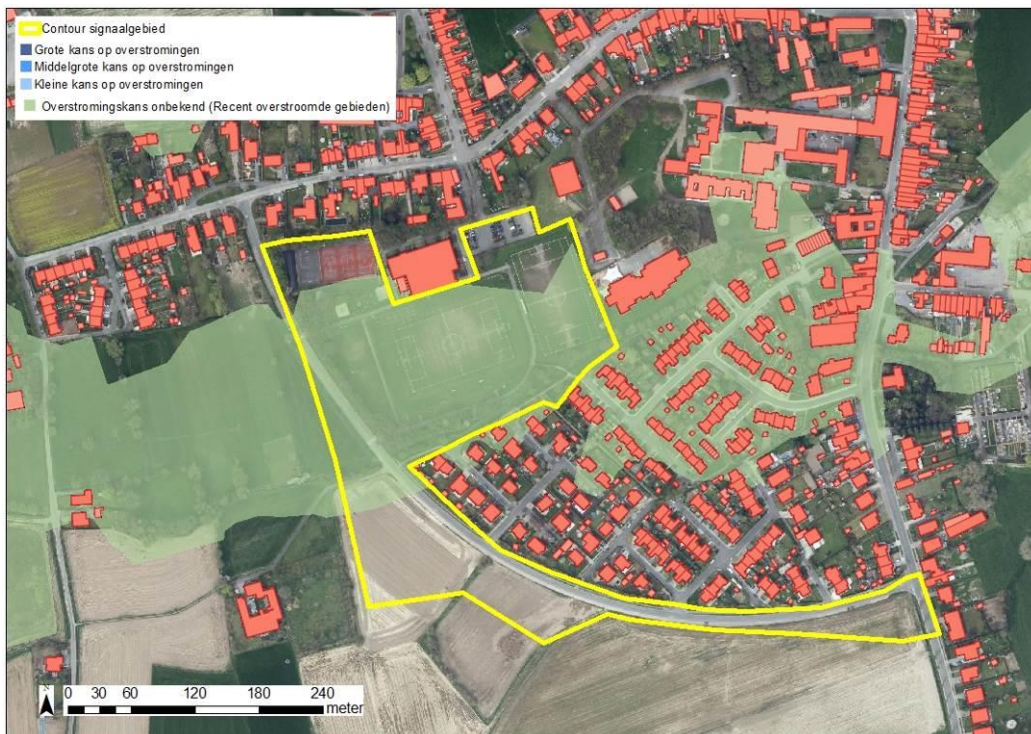 Contour signaalgebied
Grote kans op overstromingen
Middelgrote kans op overstromingen
Kleine kans op overstromingen
Overstromingskans onbekend (Recent overstroomde gebieden)
N
0 30 60 120 180 240
meter